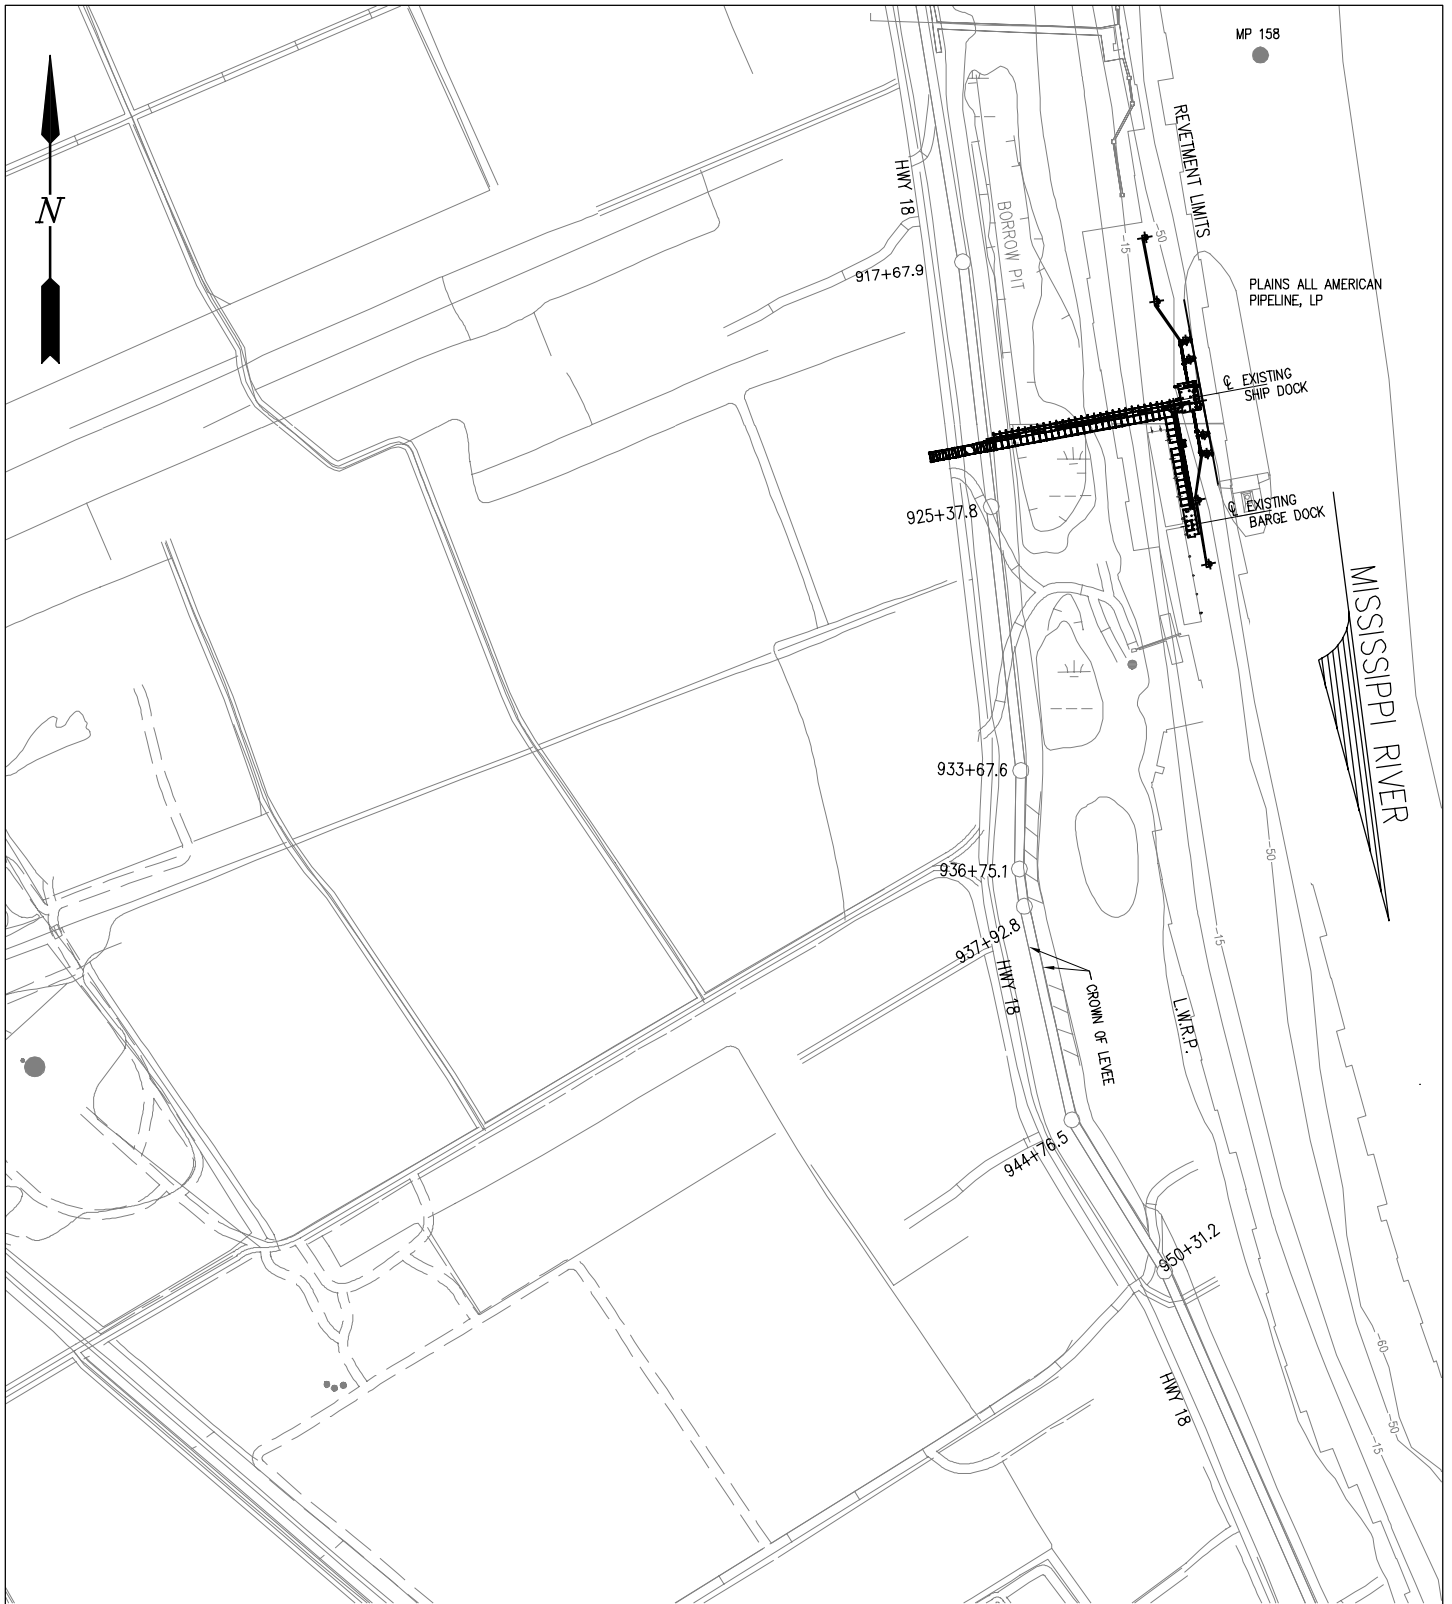 MP 158
N
REVETMENT LIMITS
HWY 18
BORROW PIT
-15
-50
917+67.9
PLAINS ALL AMERICAN
PIPELINE, LP
℄ EXISTING
SHIP DOCK
925+37.8
℄ EXISTING
BARGE DOCK
MISSISSIPPI RIVER
933+67.6
-50
936+75.1
937+92.8
-15
HWY 18
CROWN OF LEVEE
L.W.R.P.
944+76.5
950+31.2
-60
HWY 18
-15
-50